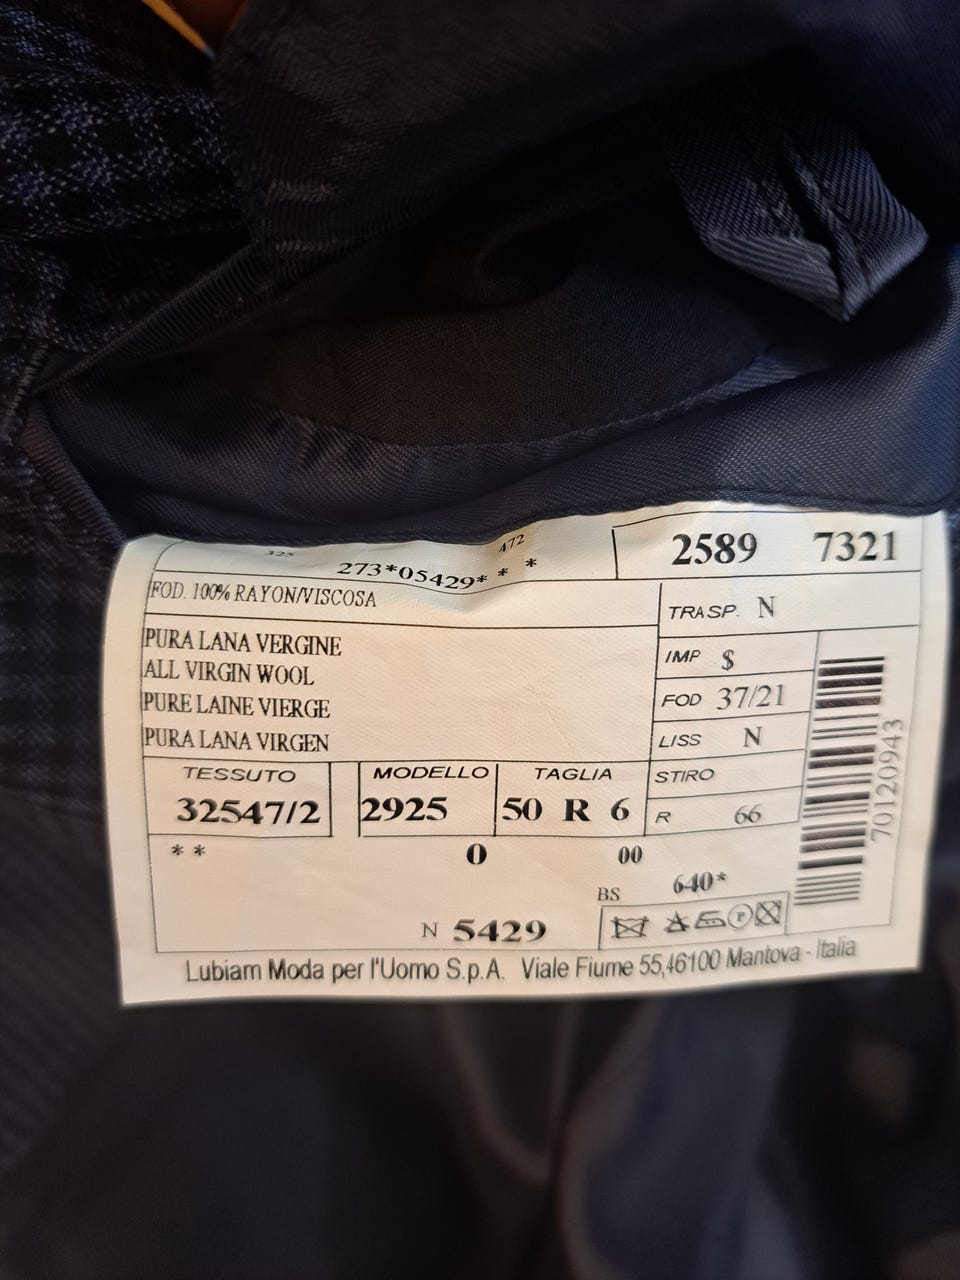 325
472
273*05429* * *
2589 7321
FOD. 100% RAYON/VISCOSA
TRASP. N
PURA LANA VERGINE
ALL VIRGIN WOOL
PURE LAINE VIERGE
PURA LANA VIRGEN
IMP $
FOD 37/21
LISS N
TESSUTO MODELLO TAGLIA STIRO
32547/2 2925 50 R 6 R 66
** 0 00
BS 640*
N 5429
P
70120943
Lubiam Moda per l'Uomo S.p.A. Viale Fiume 55,46100 Mantova - Italia